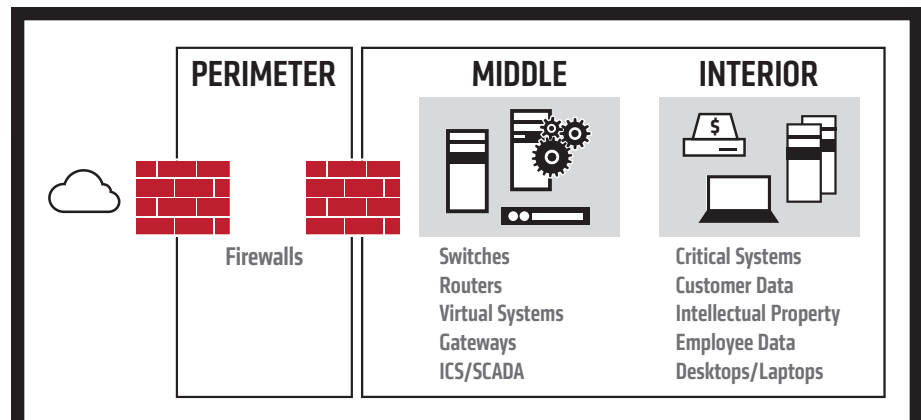 PERIMETER
Firewalls
MIDDLE
Switches
Routers
Virtual Systems
Gateways
ICS/SCADA
INTERIOR
$
Critical Systems
Customer Data
Intellectual Property
Employee Data
Desktops/Laptops